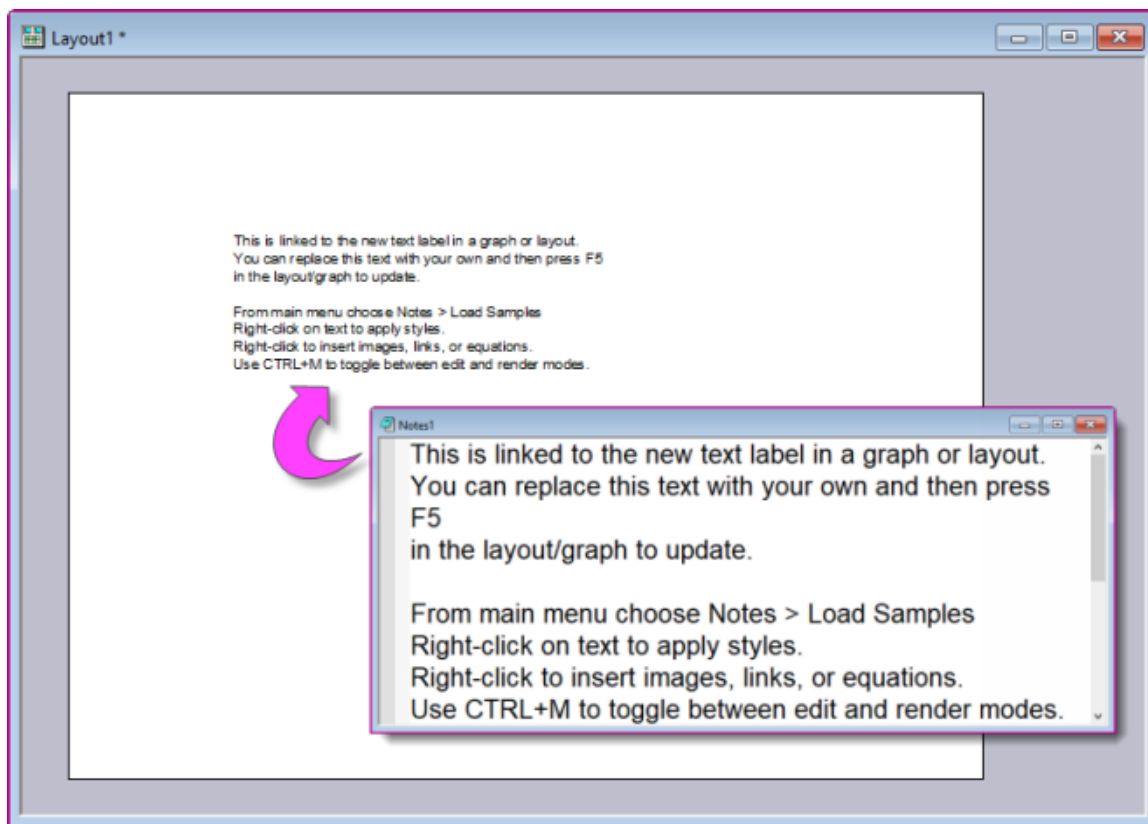 Layout1 *
This is linked to the new text label in a graph or layout.
You can replace this text with your own and then press F5
in the layout/graph to update.
From main menu choose Notes > Load Samples
Right-click on text to apply styles.
Right-click to insert images, links, or equations.
Use CTRL+M to toggle between edit and render modes.
Notes1
This is linked to the new text label in a graph or layout.
You can replace this text with your own and then press
F5
in the layout/graph to update.
From main menu choose Notes > Load Samples
Right-click on text to apply styles.
Right-click to insert images, links, or equations.
Use CTRL+M to toggle between edit and render modes.